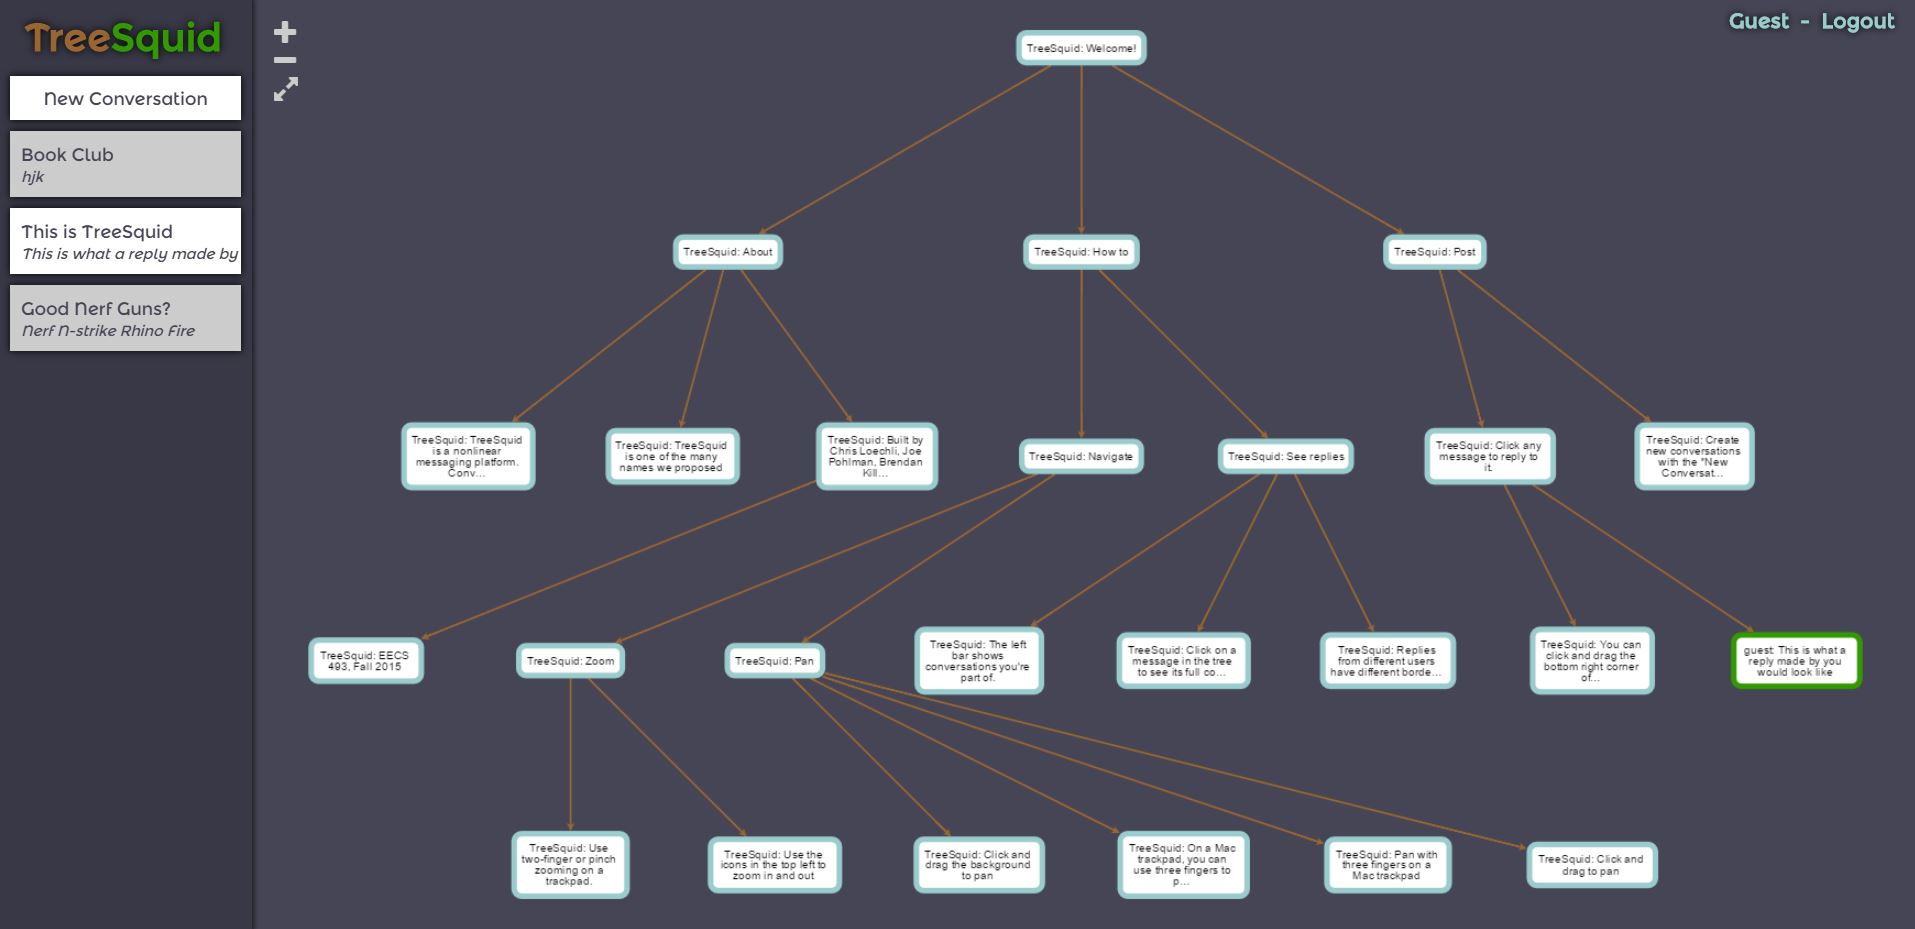 TreeSquid
Guest - Logout
New Conversation
Book Club
hjk
This is TreeSquid
This is what a reply made by
Good Nerf Guns?
Nerf N-strike Rhino Fire
TreeSquid: Welcome!
TreeSquid: About
TreeSquid: How to
TreeSquid: Post
TreeSquid: TreeSquid
is a nonlinear
messaging platform.
Conv...
TreeSquid: TreeSquid
is one of the many
names we proposed
TreeSquid: Built by
Chris Loechli, Joe
Pohlman, Brendan
Kill...
TreeSquid: Navigate
TreeSquid: See replies
TreeSquid: Click any
message to reply to
it.
TreeSquid: Create
new conversations
with the "New
Conversat...
TreeSquid: EECS
493, Fall 2015
TreeSquid: Zoom
TreeSquid: Pan
TreeSquid: The left
bar shows
conversations you're
part of.
TreeSquid: Click on a
message in the tree
to see its full co...
TreeSquid: Replies
from different users
have different borde...
TreeSquid: You can
click and drag the
bottom right corner
of...
guest: This is what a
reply made by you
would look like
TreeSquid: Use
two-finger or pinch
zooming on a
trackpad.
TreeSquid: Use the
icons in the top left to
zoom in and out
TreeSquid: Click and
drag the background
to pan
TreeSquid: On a Mac
trackpad, you can
use three fingers to
p...
TreeSquid: Pan with
three fingers on a
Mac trackpad
TreeSquid: Click and
drag to pan